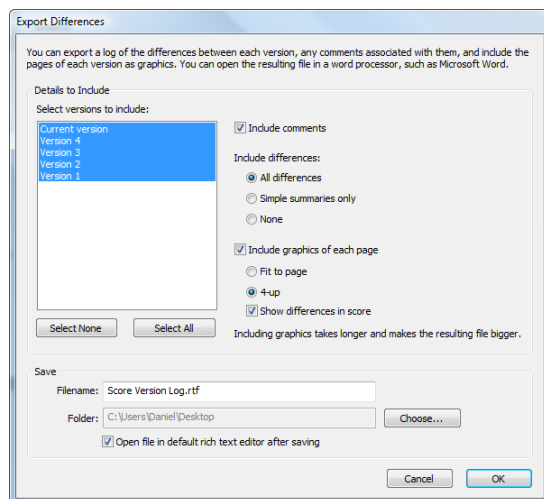 Export Differences
You can export a log of the differences between each version, any comments associated with them, and include the
pages of each version as graphics. You can open the resulting file in a word processor, such as Microsoft Word.
Details to Include
Select versions to include:
Current version
Version 4
Version 3
Version 2
Version 1
Select None
Select All
Include comments
Include differences:
All differences
Simple summaries only
None
Include graphics of each page
Fit to page
4-up
Show differences in score
Including graphics takes longer and makes the resulting file bigger.
Save
Filename: Score Version Log.rtf
Folder: C:\Users\Daniel\Desktop Choose...
Open file in default rich text editor after saving
Cancel OK